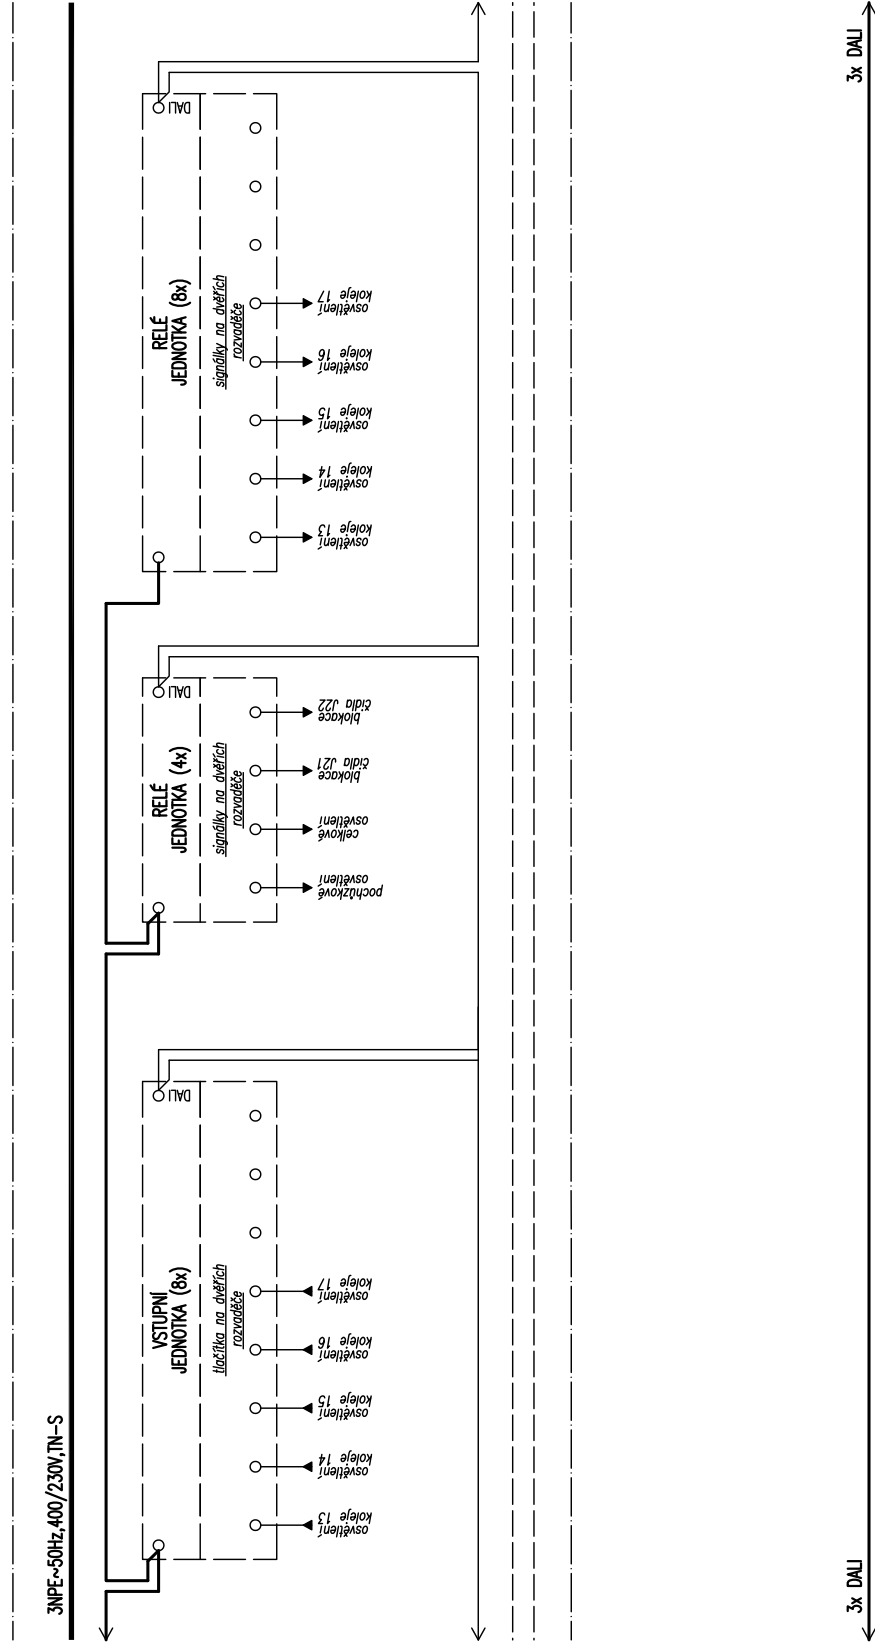 3NPE~50Hz,400/230V,TN-S
VSTUPNÍ
JEDNOTKA (8x)
DALI
tlačítka na dvěřích
rozvaděče
osvětlení
koleje 13
osvětlení
koleje 14
osvětlení
koleje 15
osvětlení
koleje 16
osvětlení
koleje 17
RELÉ
JEDNOTKA (4x)
DALI
signálky na dvěřích
rozvaděče
pochůzkové
osvětlení
celkové
osvětlení
blokace
čidla J21
blokace
čidla J22
RELÉ
JEDNOTKA (8x)
DALI
signálky na dvěřích
rozvaděče
osvětlení
koleje 13
osvětlení
koleje 14
osvětlení
koleje 15
osvětlení
koleje 16
osvětlení
koleje 17
3x DALI
3x DALI